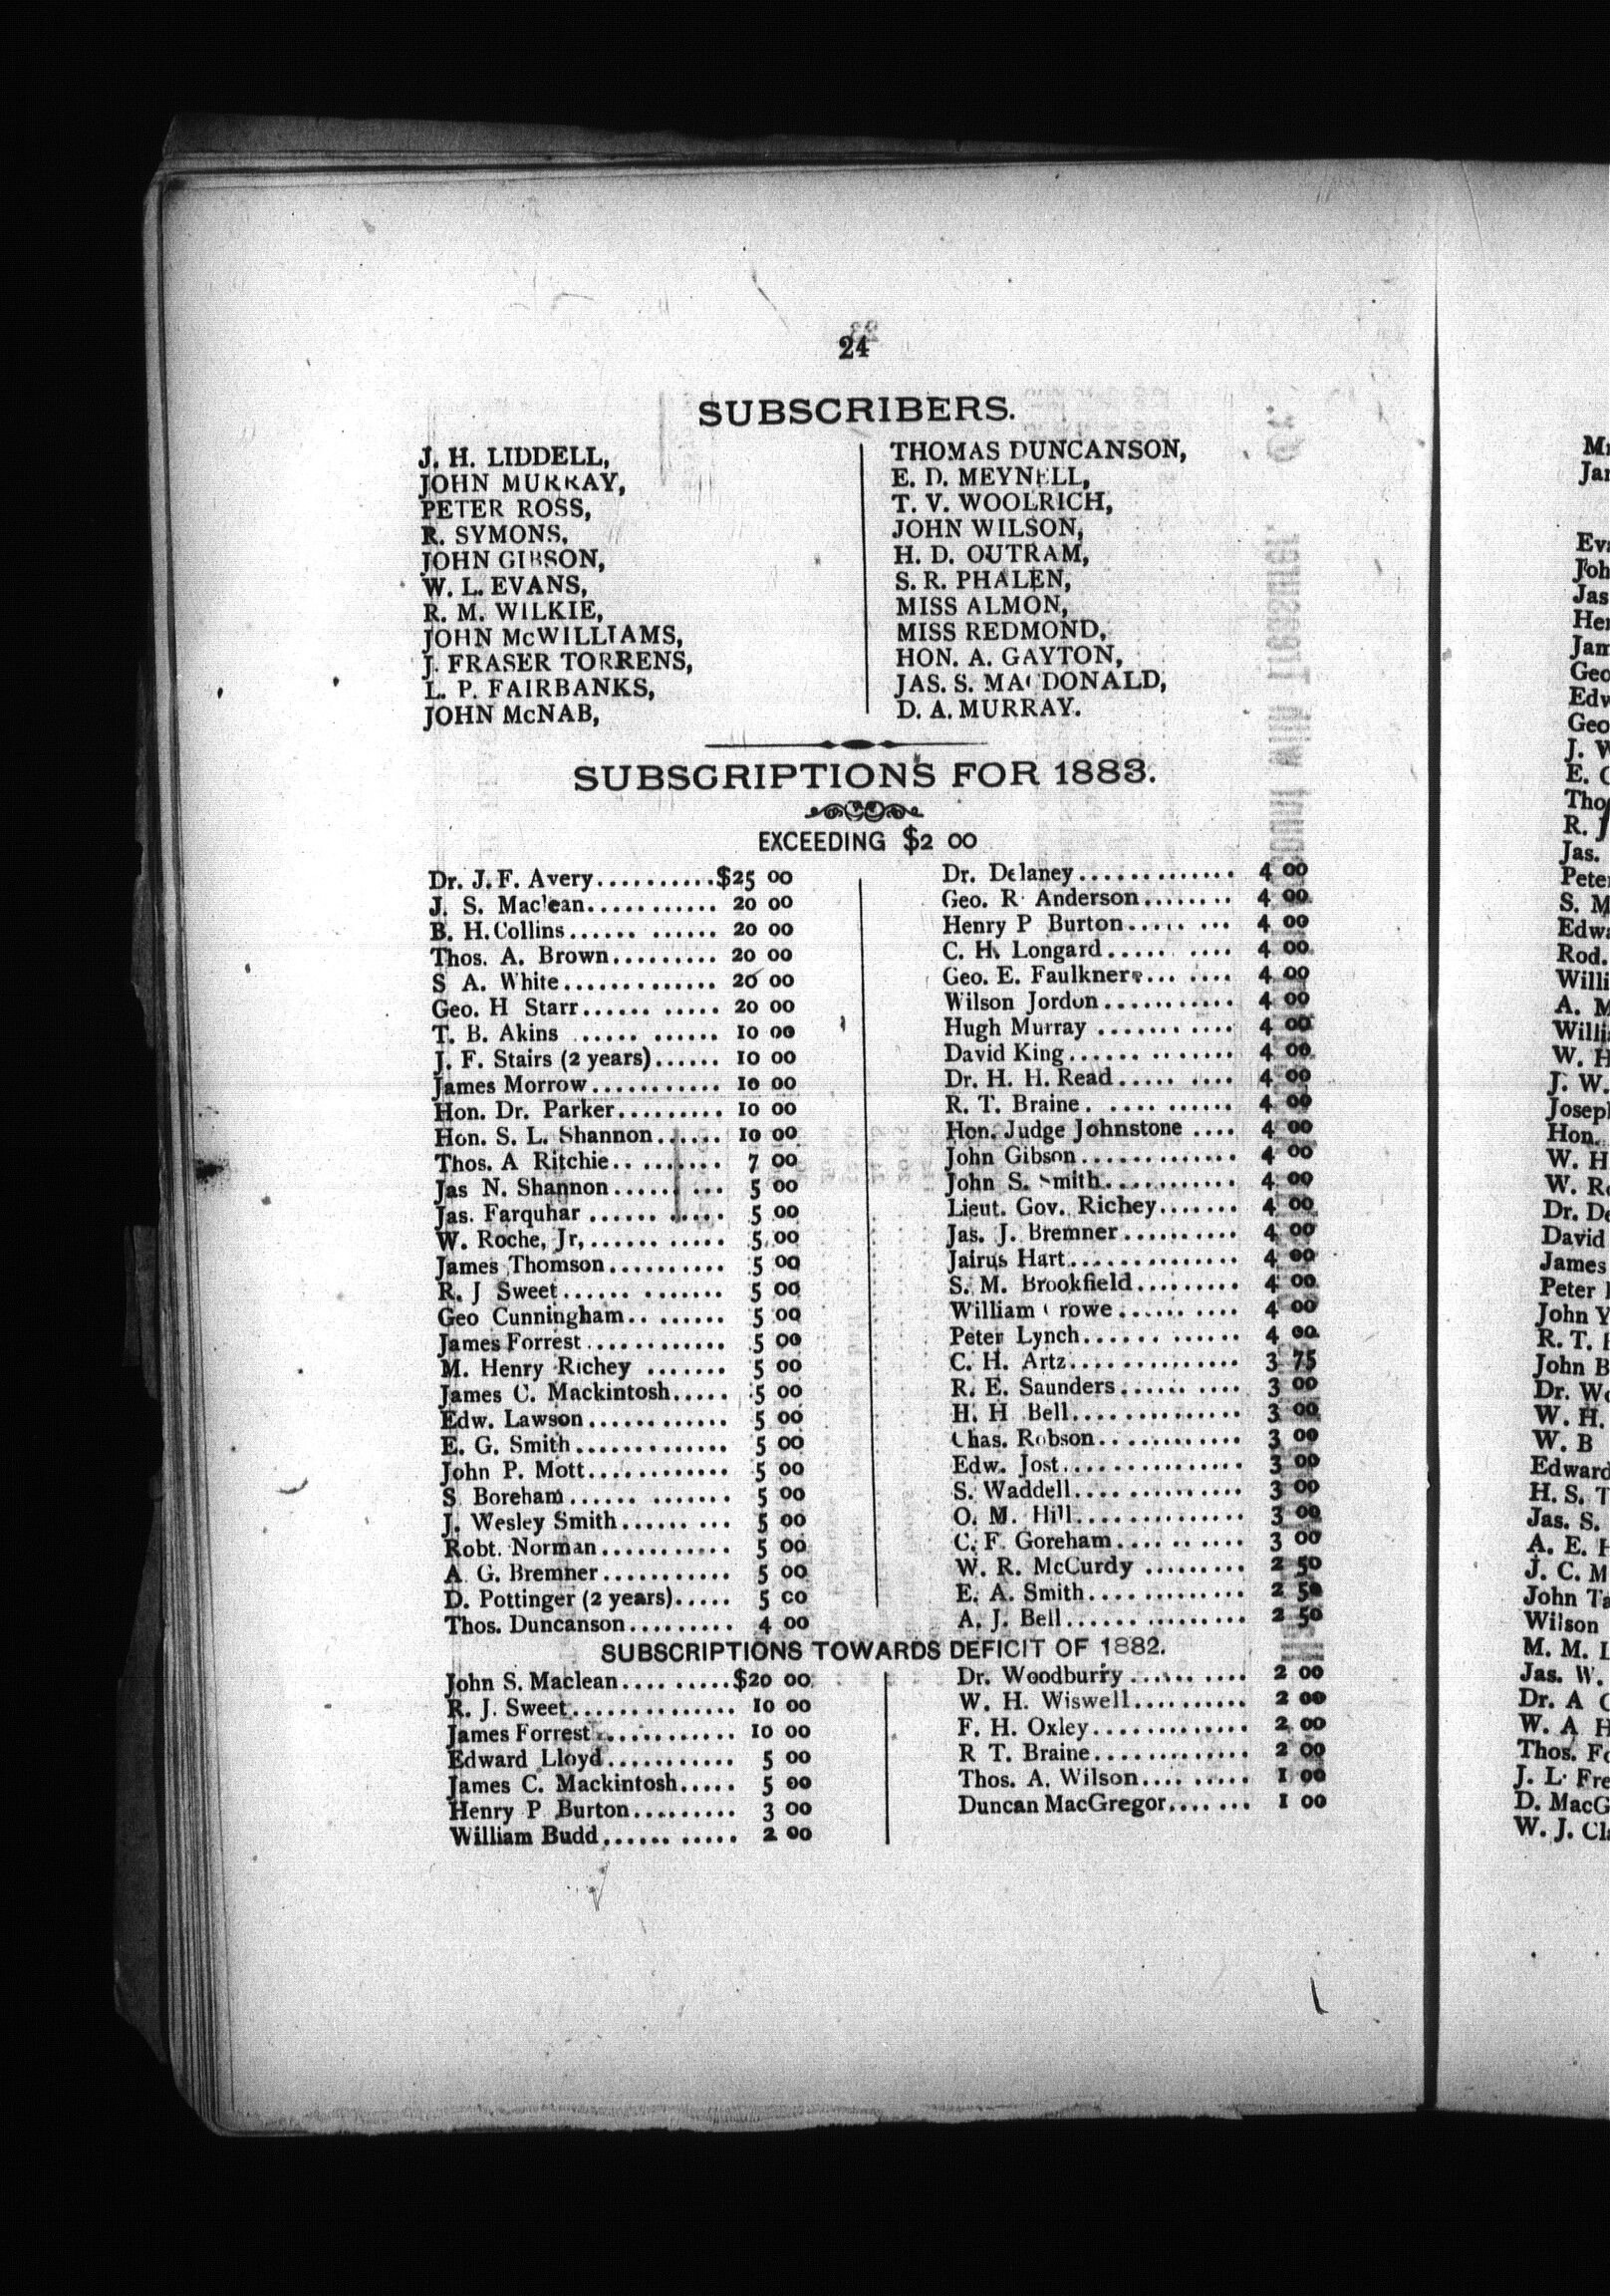 24
SUBSCRIBERS.
J. H. LIDDELL,
JOHN MURRAY,
PETER ROSS,
R. SYMONS,
JOHN GIBSON,
W. L. EVANS,
R. M. WILKIE,
JOHN McWILLIAMS,
J. FRASER TORRENS,
L. P. FAIRBANKS,
JOHN McNAB,
THOMAS DUNCANSON,
E. D. MEYNELL,
T. V. WOOLRICH,
JOHN WILSON,
H. D. OUTRAM,
S. R. PHALEN,
MISS ALMON,
MISS REDMOND,
HON. A. GAYTON,
JAS. S. MACDONALD,
D. A. MURRAY.
SUBSCRIPTIONS FOR 1883.
EXCEEDING $2 00
Dr. J. F. Avery..........$25 00
J. S. Maclean........... 20 00
B. H. Collins...... ...... 20 00
Thos. A. Brown......... 20 00
S A. White.............. 20 00
Geo. H Starr...... ..... 20 00
T. B. Akins ...... ...... 10 00
J. F. Stairs (2 years)...... 10 00
James Morrow........... 10 00
Hon. Dr. Parker......... 10 00
Hon. S. L. Shannon...... 10 00
Thos. A Ritchie.. ........ 7 00
Jas N. Shannon...... ... 5 00
Jas. Farquhar ...... ..... 5 00
W. Roche, Jr,...... ..... 5 00
James Thomson.......... 5 00
R. J Sweet...... ....... 5 00
Geo Cunningham.. ...... 5 00
James Forrest............ 5 00
M. Henry Richey ....... 5 00
James C. Mackintosh..... 5 00
Edw. Lawson............ 5 00
E. G. Smith............. 5 00
John P. Mott............ 5 00
S Boreham...... ....... 5 00
J. Wesley Smith...... ... 5 00
Robt. Norman........... 5 00
A G. Bremner........... 5 00
D. Pottinger (2 years)..... 5 00
Thos. Duncanson......... 4 00
Dr. Delaney............. 4 00
Geo. R. Anderson........ 4 00
Henry P Burton..... ... 4 00
C. H. Longard..... .... 4 00
Geo. E. Faulkner.... .... 4 00
Wilson Jordon........... 4 00
Hugh Murray ....... .... 4 00
David King...... ....... 4 00
Dr. H. H. Read..... .... 4 00
R. T. Braine. .... ...... 4 00
Hon. Judge Johnstone .... 4 00
John Gibson............. 4 00
John S. Smith........... 4 00
Lieut. Gov. Richey....... 4 00
Jas. J. Bremner.......... 4 00
Jairus Hart.............. 4 00
S. M. Brookfield......... 4 00
William Crowe...... .... 4 00
Peter Lynch...... ...... 4 00
C. H. Artz.............. 3 75
R. E. Saunders...... .... 3 00
H. H Bell.............. 3 00
Chas. Robson............ 3 00
Edw. Jost............... 3 00
S. Waddell.... .......... 3 00
O. M. Hill.............. 3 00
C. F. Goreham.... .. .... 3 00
W. R. McCurdy ......... 2 50
E. A. Smith.... ......... 2 50
A. J. Bell...... ......... 2 50
SUBSCRIPTIONS TOWARDS DEFICIT OF 1882.
John S. Maclean.... .....$20 00
R. J. Sweet.............. 10 00
James Forrest............ 10 00
Edward Lloyd........... 5 00
James C. Mackintosh..... 5 00
Henry P Burton......... 3 00
William Budd...... ..... 2 00
Dr. Woodburry...... .... 2 00
W. H. Wiswell.......... 2 00
F. H. Oxley............. 2 00
R T. Braine............. 2 00
Thos. A. Wilson.... ..... 1 00
Duncan MacGregor.... ... 1 00